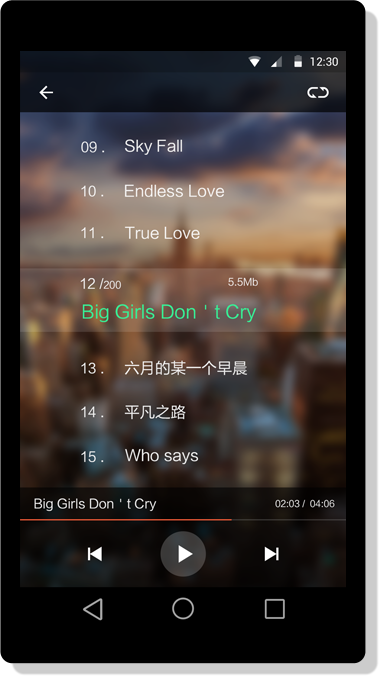 12:30
09 . Sky Fall
10 . Endless Love
11 . True Love
12 /200 5.5Mb
Big Girls Don ' t Cry
13 . 六月的某一个早晨
14 . 平凡之路
15 . Who says
Big Girls Don ' t Cry 02:03 / 04:06